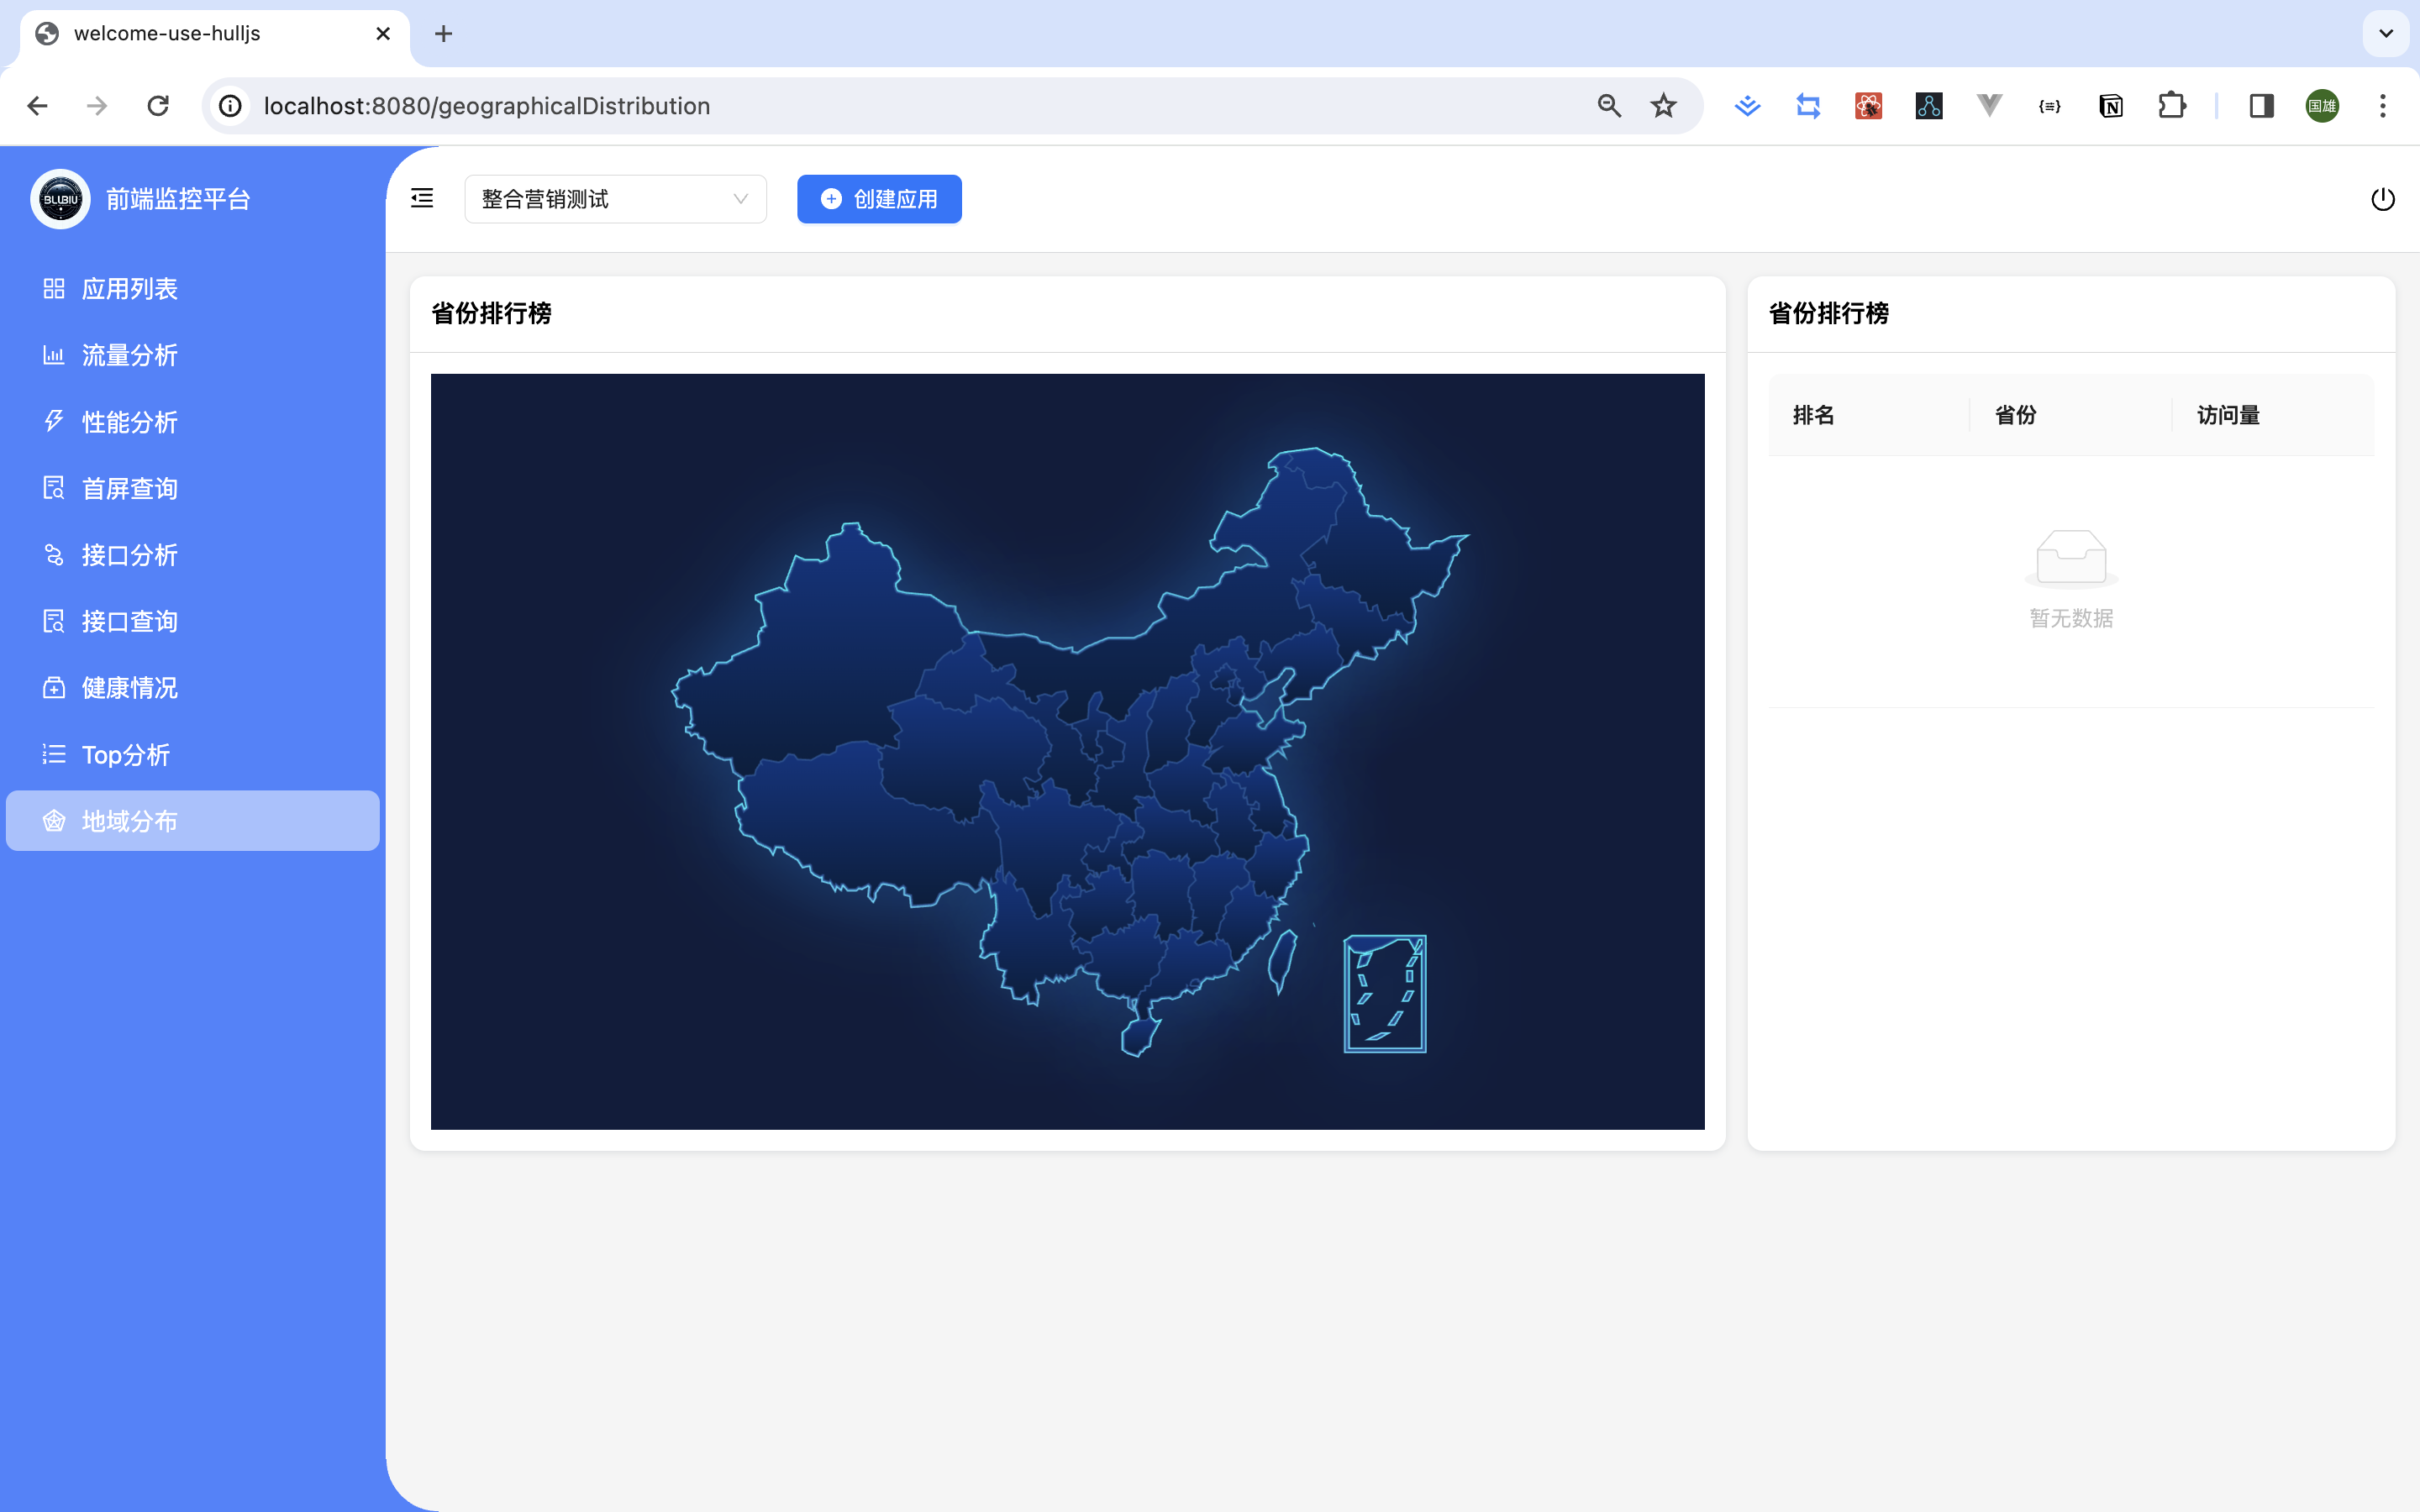 welcome-use-hulljs
localhost:8080/geographicalDistribution
{≡}
N
国雄
BLUBIU
前端监控平台
整合营销测试
创建应用
应用列表
流量分析
性能分析
首屏查询
接口分析
接口查询
健康情况
Top分析
地域分布
省份排行榜
省份排行榜
排名 省份 访问量
暂无数据